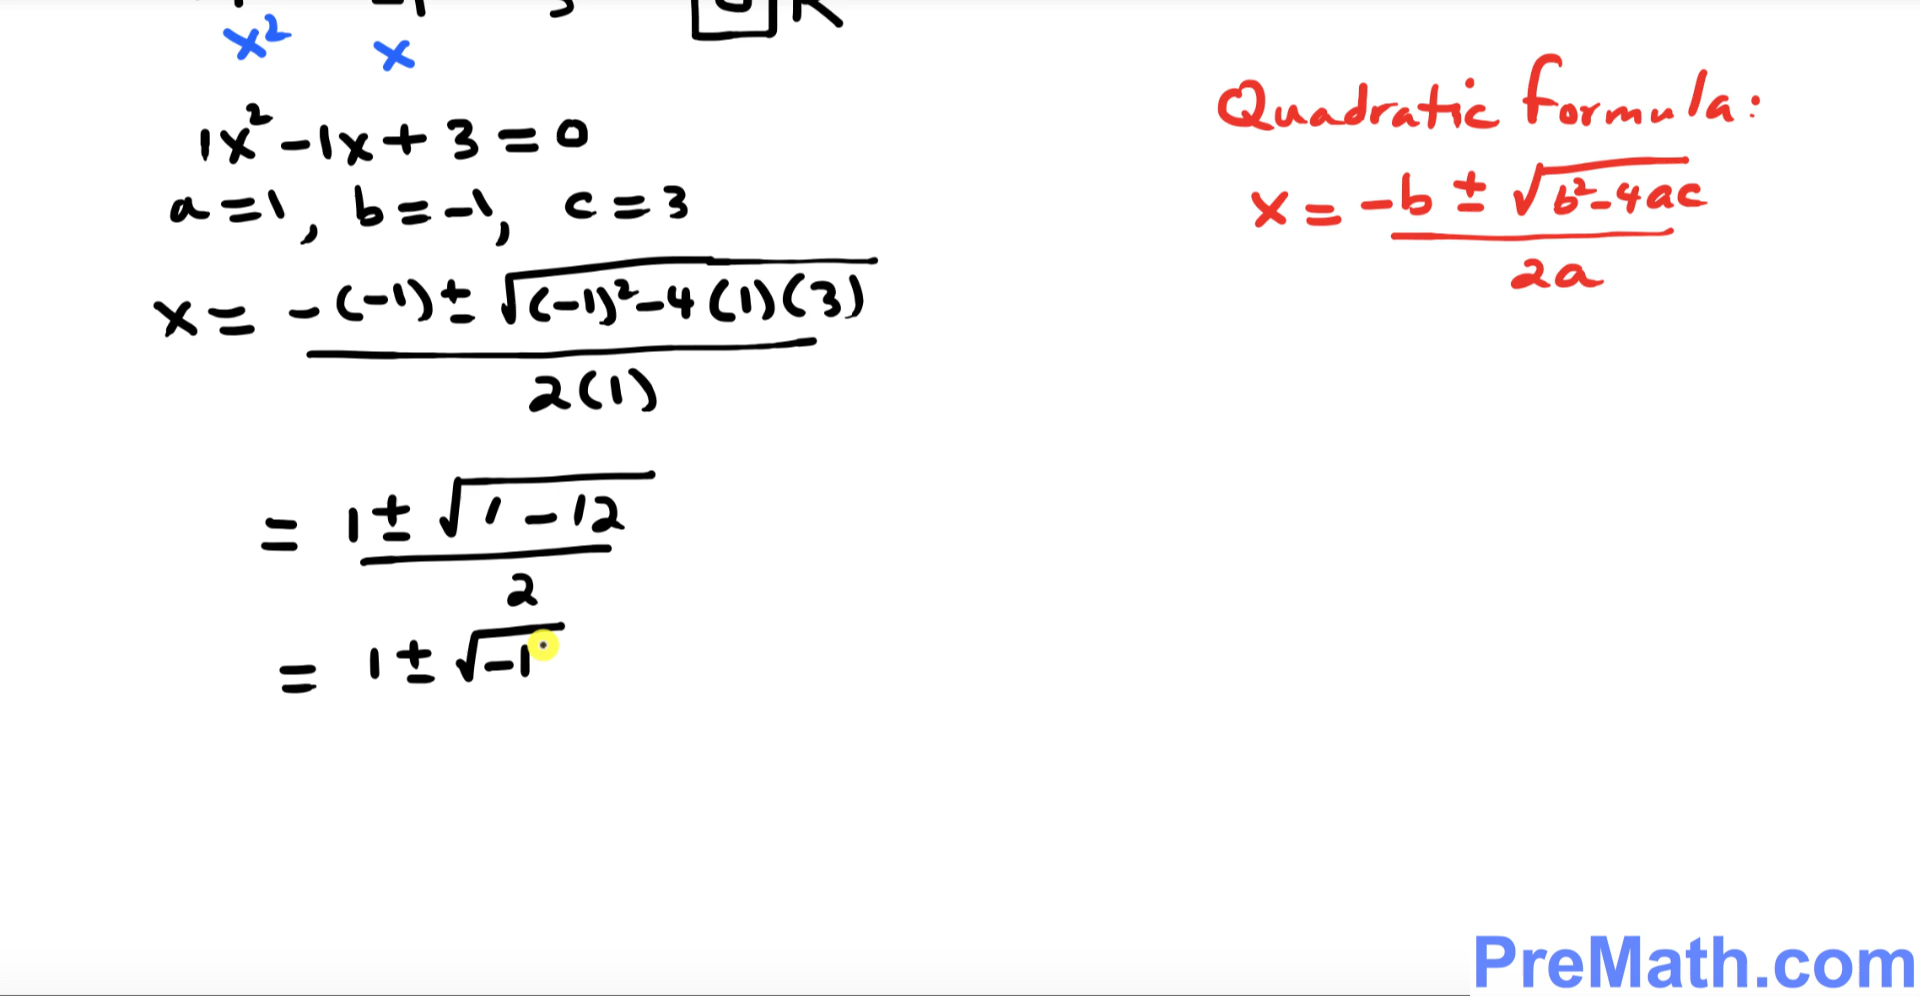 x²
x
1x² - 1x + 3 = 0
a = 1, b = -1, c = 3
x = -(-1) ± √(-1)² - 4(1)(3)
2(1)
= 1 ± √1 - 12
2
= 1 ± √-1
Quadratic formula:
x = -b ± √b² - 4ac
2a
PreMath.com